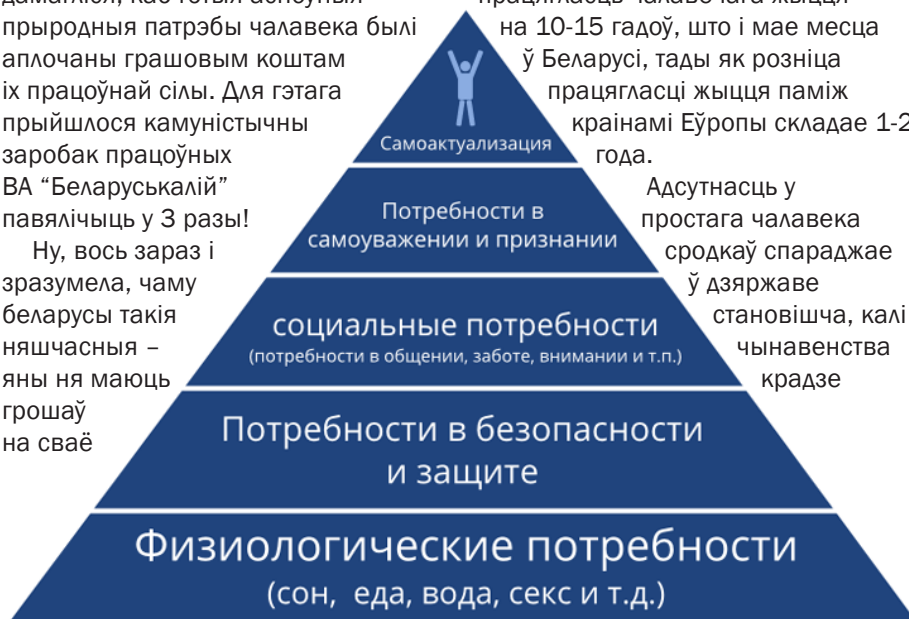 прыродныя патрэбы чалавека былі
аплочаны грашовым коштам
іх працоўнай сілы. Для гэтага
прыйшлося камуністычны
заробак працоўных
ВА “Беларуськалій”
павялічыць у 3 разы!
Ну, вось зараз і
зразумела, чаму
беларусы такія
няшчасныя –
яны ня маюць
грошаў
на сваё
на 10-15 гадоў, што і мае месца
ў Беларусі, тады як розніца
працягласці жыцця паміж
краінамі Еўропы складае 1-2
года.
Адсутнасць у
простага чалавека
сродкаў спараджае
ў дзяржаве
становішча, калі
чынавенства
крадзе
Самоактуализация
Потребности в
самоуважении и признании
социальные потребности
(потребности в общении, заботе, внимании и т.п.)
Потребности в безопасности
и защите
Физиологические потребности
(сон, еда, вода, секс и т.д.)